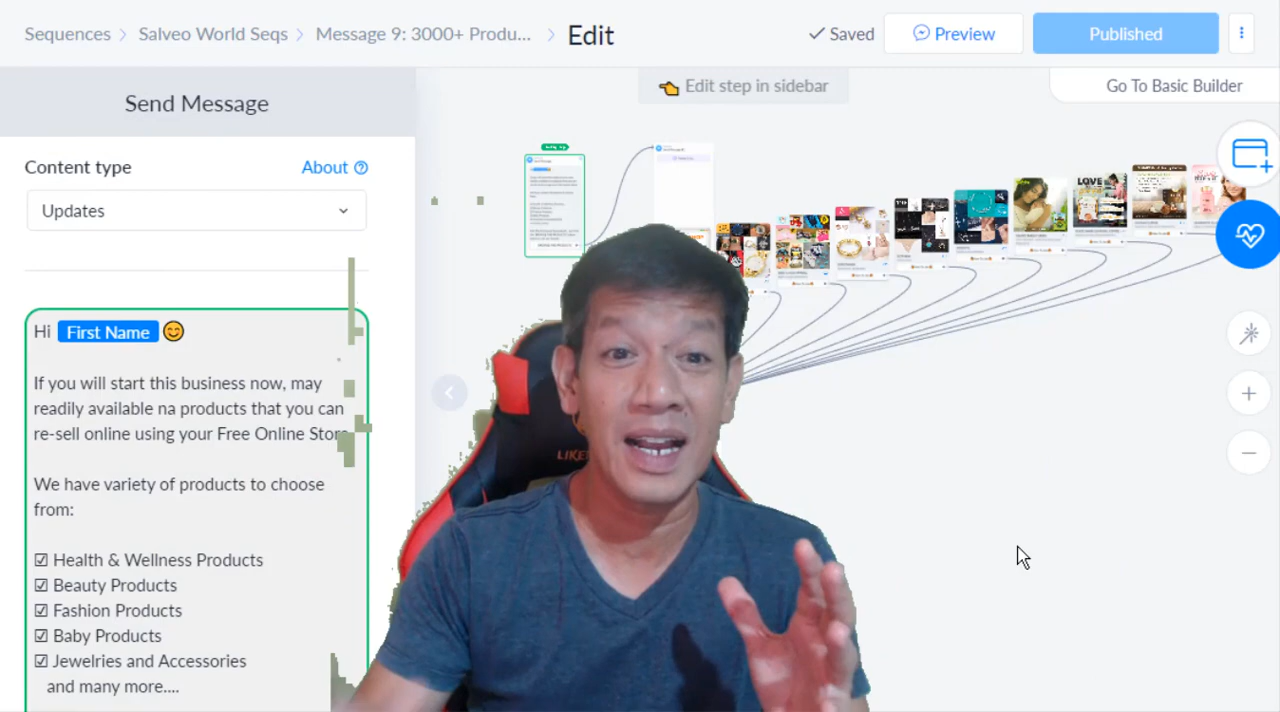 Sequences > Salveo World Seqs > Message 9: 3000+ Produ... > Edit
✓ Saved
Preview
Published
Send Message
👈 Edit step in sidebar
Go To Basic Builder
Content type
About
Updates
Hi First Name 😊
If you will start this business now, may
readily available na products that you can
re-sell online using your Free Online Store
We have variety of products to choose
from:
☑ Health & Wellness Products
☑ Beauty Products
☑ Fashion Products
☑ Baby Products
☑ Jewelries and Accessories
and many more....
LOVE